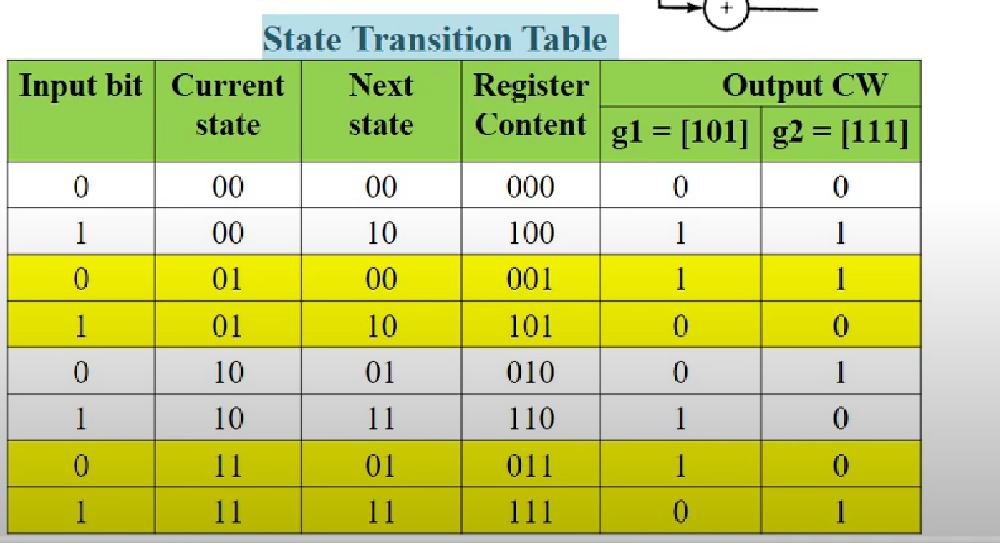 +
State Transition Table
Input bit Current state Next state Register Content Output CW
g1 = [101] g2 = [111]
0 00 00 000 0 0
1 00 10 100 1 1
0 01 00 001 1 1
1 01 10 101 0 0
0 10 01 010 0 1
1 10 11 110 1 0
0 11 01 011 1 0
1 11 11 111 0 1